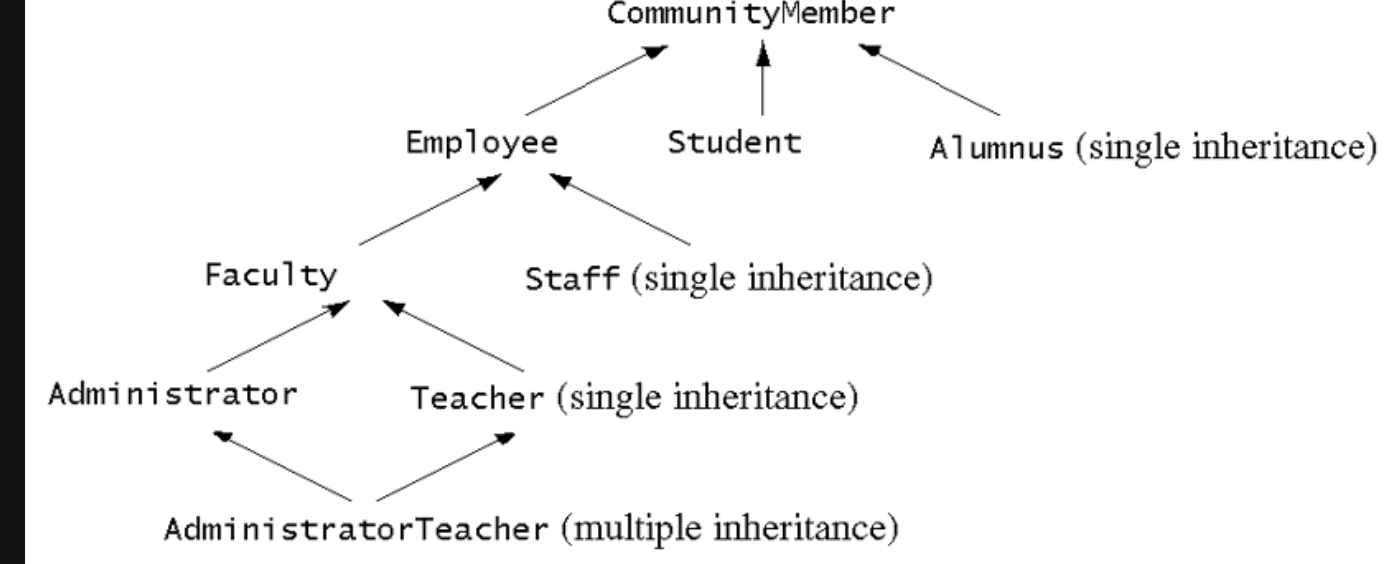 CommunityMember
Employee Student Alumnus (single inheritance)
Faculty Staff (single inheritance)
Administrator Teacher (single inheritance)
AdministratorTeacher (multiple inheritance)